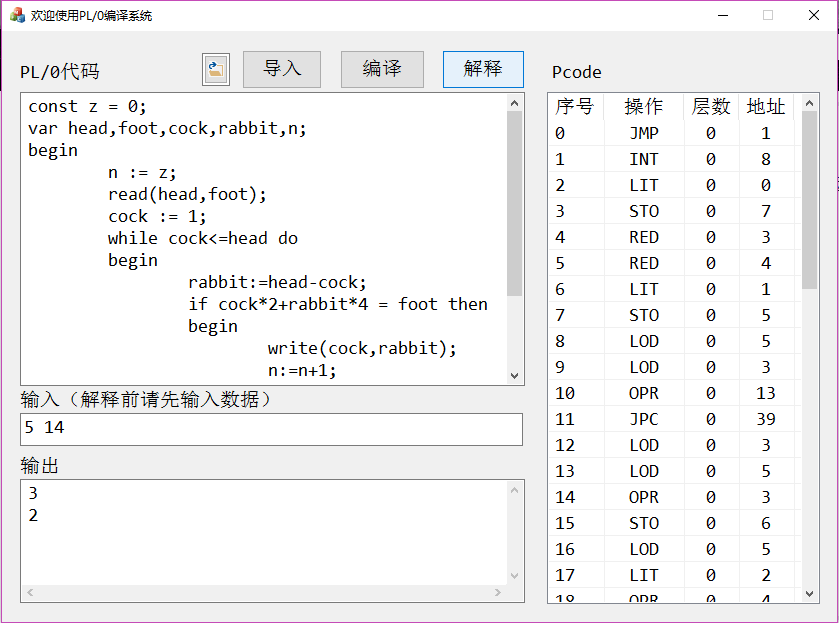 欢迎使用PL/0编译系统
PL/0代码
导入
编译
解释
Pcode
const z = 0;
var head,foot,cock,rabbit,n;
begin
n := z;
read(head,foot);
cock := 1;
while cock<=head do
begin
rabbit:=head-cock;
if cock*2+rabbit*4 = foot then
begin
write(cock,rabbit);
n:=n+1;
输入（解释前请先输入数据）
5 14
输出
3
2
序号 操作 层数 地址
0 JMP 0 1
1 INT 0 8
2 LIT 0 0
3 STO 0 7
4 RED 0 3
5 RED 0 4
6 LIT 0 1
7 STO 0 5
8 LOD 0 5
9 LOD 0 3
10 OPR 0 13
11 JPC 0 39
12 LOD 0 3
13 LOD 0 5
14 OPR 0 3
15 STO 0 6
16 LOD 0 5
17 LIT 0 2
18 OPR 0 4